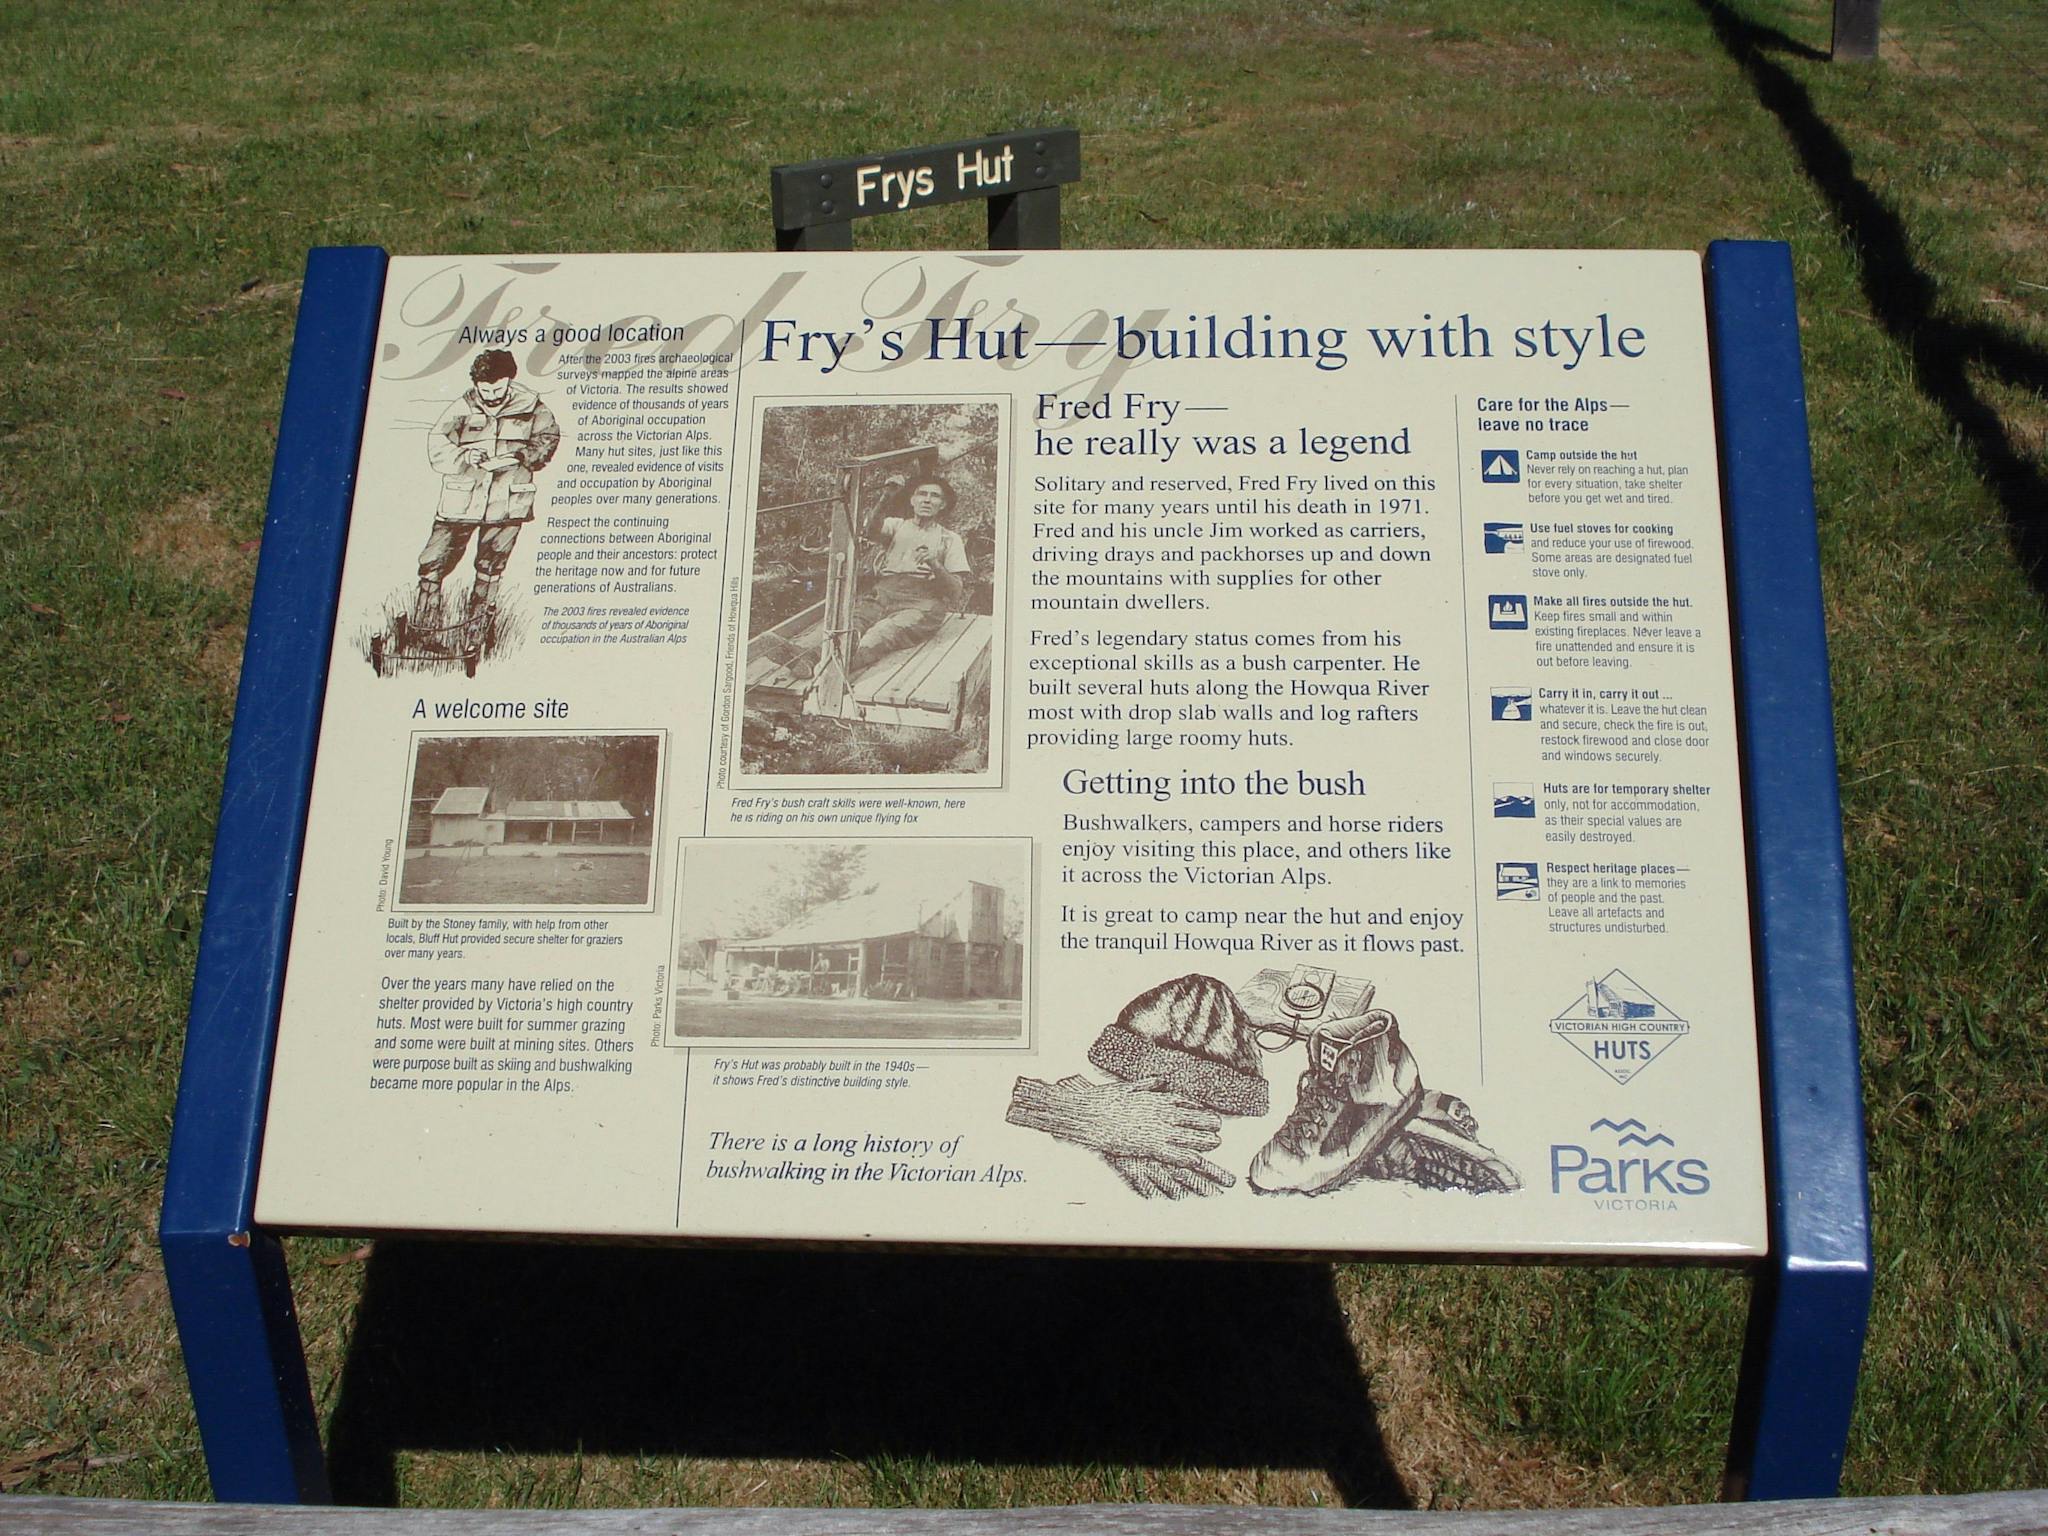 Frys Hut
Fred Fry
Fry's Hut — building with style
Always a good location
After the 2003 fires archaeological
surveys mapped the alpine areas
of Victoria. The results showed
evidence of thousands of years
of Aboriginal occupation
across the Victorian Alps.
Many hut sites, just like this
one, revealed evidence of visits
and occupation by Aboriginal
peoples over many generations.
Respect the continuing
connections between Aboriginal
people and their ancestors: protect
the heritage now and for future
generations of Australians.
The 2003 fires revealed evidence
of thousands of years of Aboriginal
occupation in the Australian Alps
A welcome site
Photo: David Young
Built by the Stoney family, with help from other
locals, Bluff Hut provided secure shelter for graziers
over many years.
Over the years many have relied on the
shelter provided by Victoria's high country
huts. Most were built for summer grazing
and some were built at mining sites. Others
were purpose built as skiing and bushwalking
became more popular in the Alps.
Photo courtesy of Gordon Sargood, Friends of Howqua Hills
Fred Fry's bush craft skills were well-known, here
he is riding on his own unique flying fox
Photo: Parks Victoria
Fry's Hut was probably built in the 1940s —
it shows Fred's distinctive building style.
There is a long history of
bushwalking in the Victorian Alps.
Fred Fry —
he really was a legend
Solitary and reserved, Fred Fry lived on this
site for many years until his death in 1971.
Fred and his uncle Jim worked as carriers,
driving drays and packhorses up and down
the mountains with supplies for other
mountain dwellers.
Fred's legendary status comes from his
exceptional skills as a bush carpenter. He
built several huts along the Howqua River
most with drop slab walls and log rafters
providing large roomy huts.
Getting into the bush
Bushwalkers, campers and horse riders
enjoy visiting this place, and others like
it across the Victorian Alps.
It is great to camp near the hut and enjoy
the tranquil Howqua River as it flows past.
Care for the Alps —
leave no trace
Camp outside the hut
Never rely on reaching a hut, plan
for every situation, take shelter
before you get wet and tired.
Use fuel stoves for cooking
and reduce your use of firewood.
Some areas are designated fuel
stove only.
Make all fires outside the hut.
Keep fires small and within
existing fireplaces. Never leave a
fire unattended and ensure it is
out before leaving.
Carry it in, carry it out ...
whatever it is. Leave the hut clean
and secure, check the fire is out,
restock firewood and close door
and windows securely.
Huts are for temporary shelter
only, not for accommodation,
as their special values are
easily destroyed.
Respect heritage places —
they are a link to memories
of people and the past.
Leave all artefacts and
structures undisturbed.
VICTORIAN HIGH COUNTRY
HUTS
ASSOC.
INC.
Parks
VICTORIA